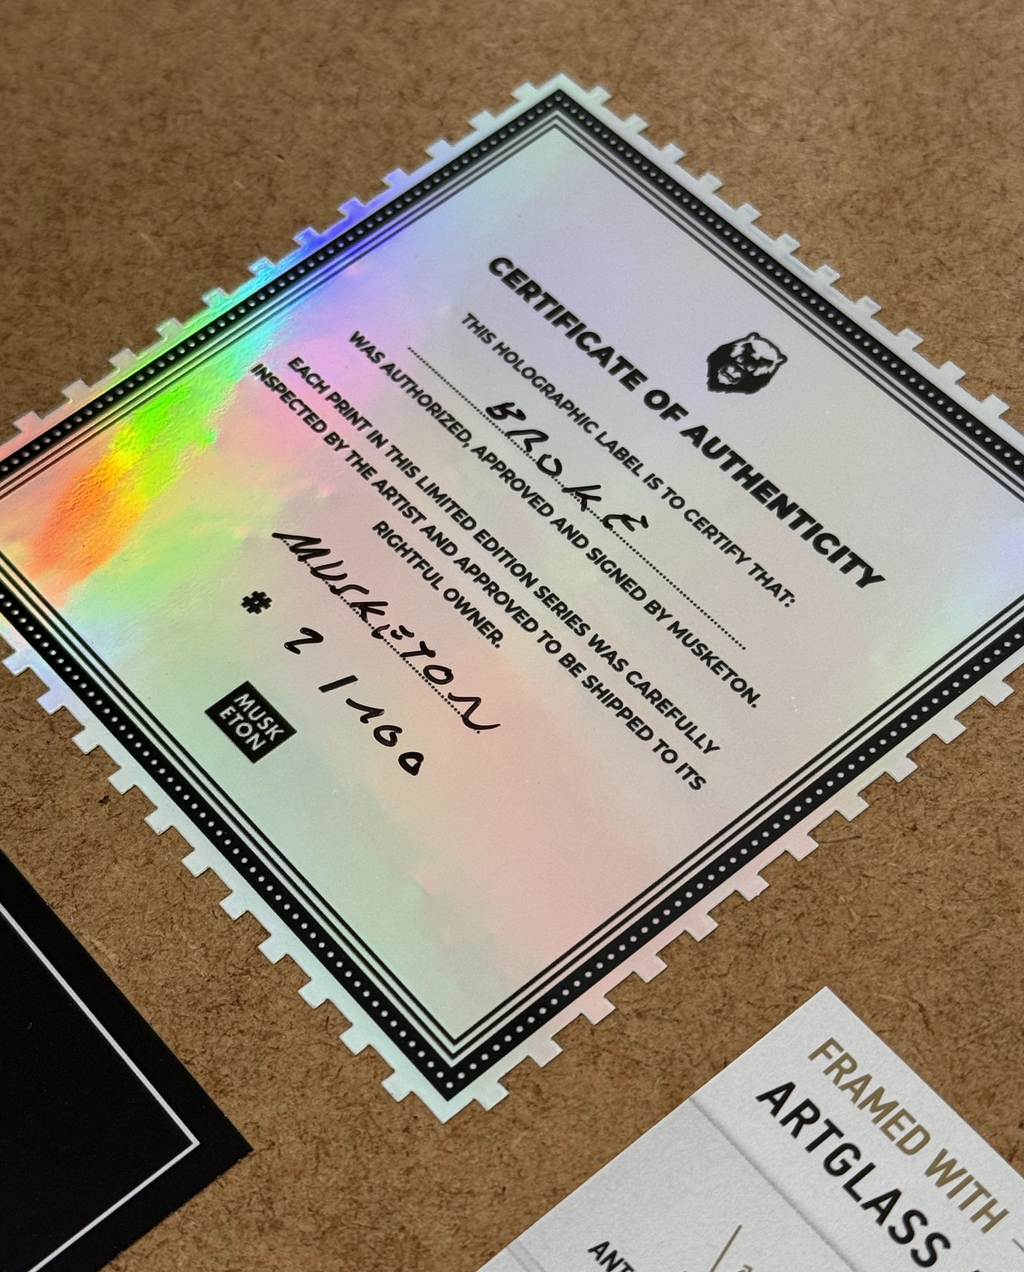 CERTIFICATE OF AUTHENTICITY
THIS HOLOGRAPHIC LABEL IS TO CERTIFY THAT:
BROKE
WAS AUTHORIZED, APPROVED AND SIGNED BY MUSKETON.
EACH PRINT IN THIS LIMITED EDITION SERIES WAS CAREFULLY
INSPECTED BY THE ARTIST AND APPROVED TO BE SHIPPED TO ITS
RIGHTFUL OWNER.
MUSKETON
# 2 / 100
MUSK
ETON
FRAMED WITH
ARTGLASS
ANT